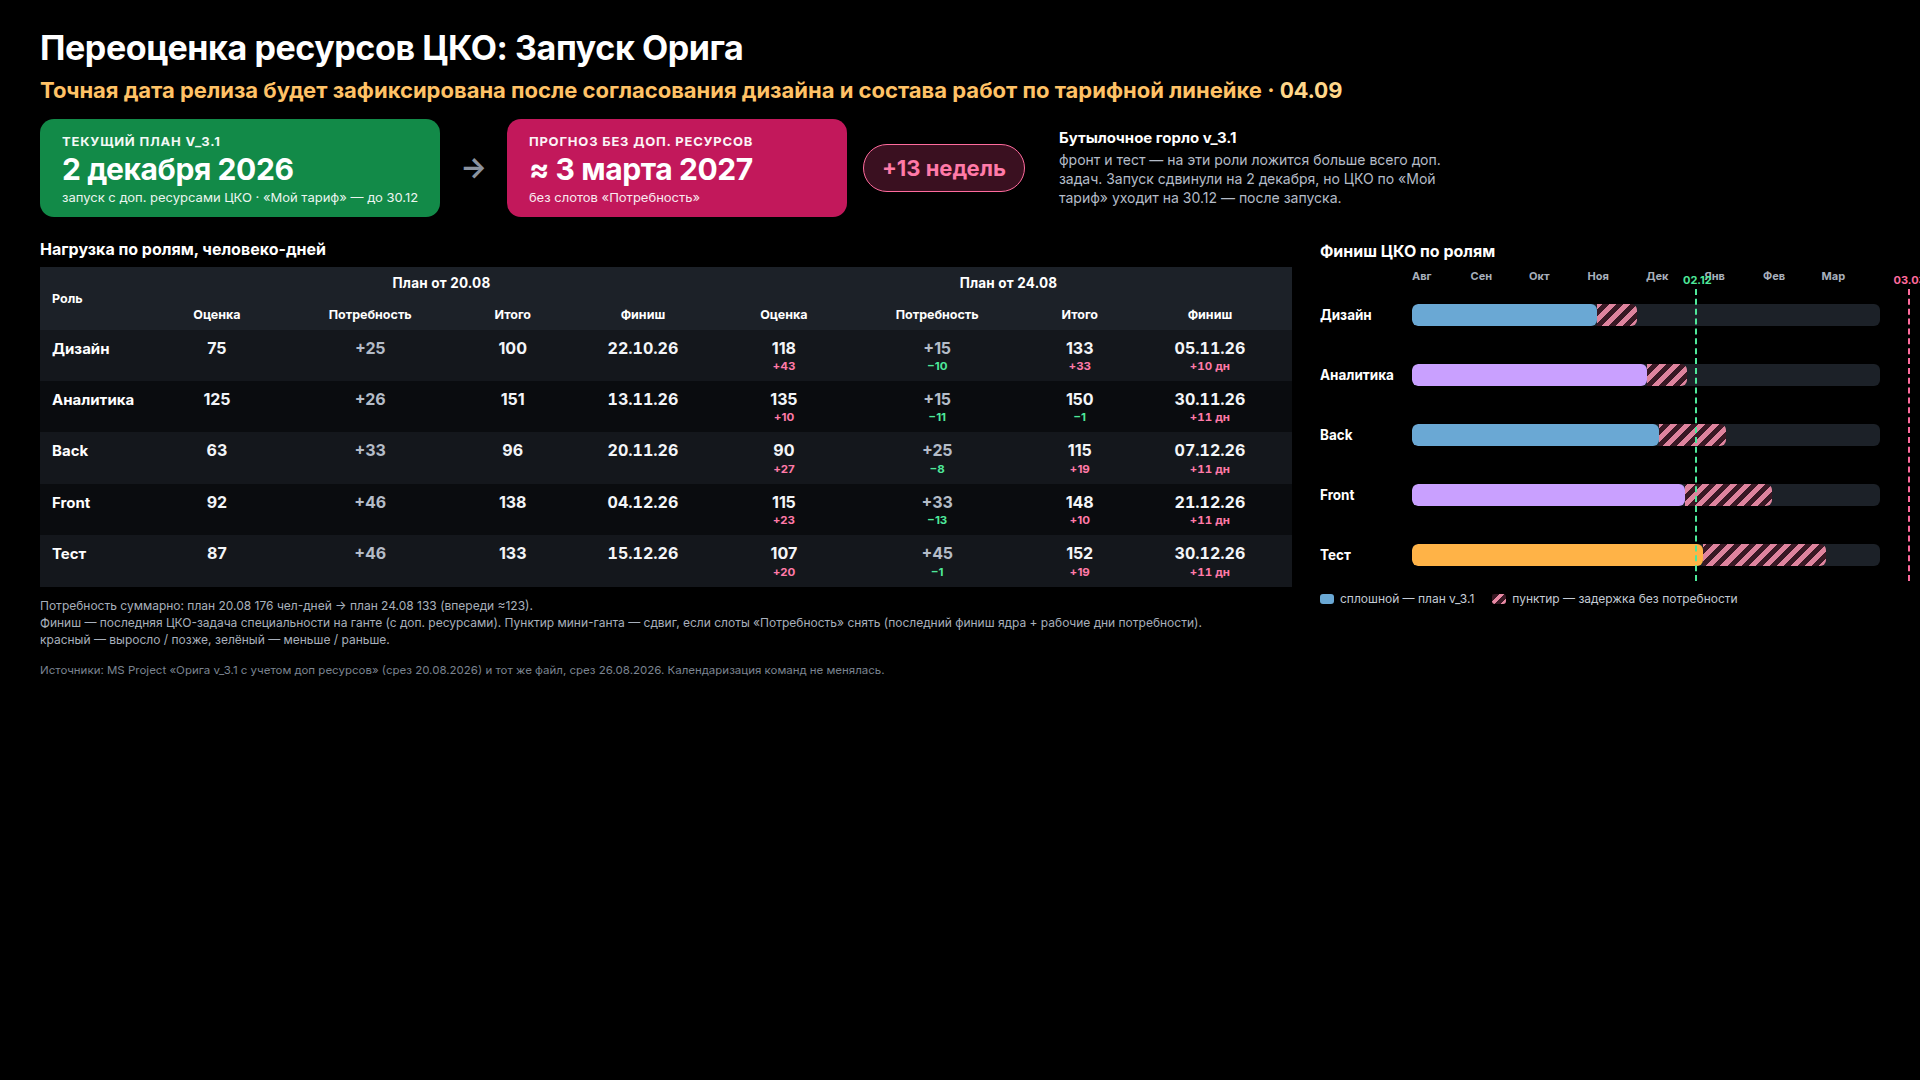 Переоценка ресурсов ЦКО: Запуск Орига
Точная дата релиза будет зафиксирована после согласования дизайна и состава работ по тарифной линейке · 04.09
ТЕКУЩИЙ ПЛАН V_3.1
2 декабря 2026
запуск с доп. ресурсами ЦКО · «Мой тариф» — до 30.12
→
ПРОГНОЗ БЕЗ ДОП. РЕСУРСОВ
≈ 3 марта 2027
без слотов «Потребность»
+13 недель
Бутылочное горло v_3.1
фронт и тест — на эти роли ложится больше всего доп.
задач. Запуск сдвинули на 2 декабря, но ЦКО по «Мой
тариф» уходит на 30.12 — после запуска.
Нагрузка по ролям, человеко-дней
Роль План от 20.08 План от 24.08
Оценка Потребность Итого Финиш Оценка Потребность Итого Финиш
Дизайн 75 +25 100 22.10.26 118 +15 133 05.11.26
+43 −10 +33 +10 дн
Аналитика 125 +26 151 13.11.26 135 +15 150 30.11.26
+10 −11 −1 +11 дн
Back 63 +33 96 20.11.26 90 +25 115 07.12.26
+27 −8 +19 +11 дн
Front 92 +46 138 04.12.26 115 +33 148 21.12.26
+23 −13 +10 +11 дн
Тест 87 +46 133 15.12.26 107 +45 152 30.12.26
+20 −1 +19 +11 дн
Потребность суммарно: план 20.08 176 чел-дней → план 24.08 133 (впереди ≈123).
Финиш — последняя ЦКО-задача специальности на ганте (с доп. ресурсами). Пунктир мини-ганта — сдвиг, если слоты «Потребность» снять (последний финиш ядра + рабочие дни потребности).
красный — выросло / позже, зелёный — меньше / раньше.
Источники: MS Project «Орига v_3.1 с учетом доп ресурсов» (срез 20.08.2026) и тот же файл, срез 26.08.2026. Календаризация команд не менялась.
Финиш ЦКО по ролям
Авг Сен Окт Ноя Дек Янв Фев Мар
02.12 03.0
Дизайн
Аналитика
Back
Front
Тест
сплошной — план v_3.1 пунктир — задержка без потребности